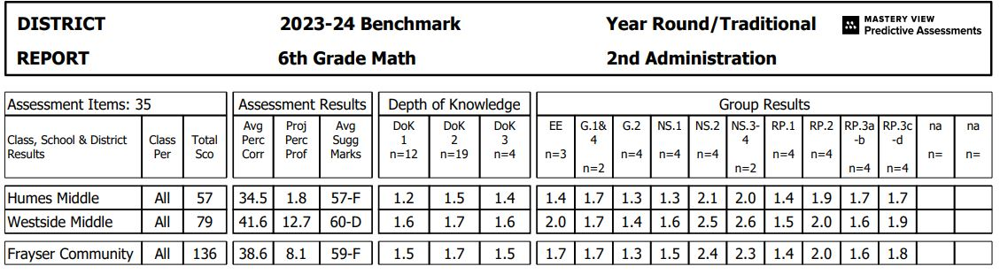 DISTRICT 2023-24 Benchmark Year Round/Traditional MASTERY VIEW
Predictive Assessments
REPORT 6th Grade Math 2nd Administration
Assessment Items: 35 Assessment Results Depth of Knowledge Group Results
Class, School & District Results Class Per Total Sco Avg Perc Corr Proj Perc Prof Avg Sugg Marks DoK 1 n=12 DoK 2 n=19 DoK 3 n=4 EE n=3 G.1& 4 n=2 G.2 n=4 NS.1 n=4 NS.2 n=4 NS.3-4 n=2 RP.1 n=4 RP.2 n=4 RP.3a-b n=4 RP.3c-d n=4 na n= na n=
Humes Middle All 57 34.5 1.8 57-F 1.2 1.5 1.4 1.4 1.7 1.3 1.3 2.1 2.0 1.4 1.9 1.7 1.7
Westside Middle All 79 41.6 12.7 60-D 1.6 1.7 1.6 2.0 1.7 1.4 1.6 2.5 2.6 1.5 2.0 1.6 1.9
Frayser Community All 136 38.6 8.1 59-F 1.5 1.7 1.5 1.7 1.7 1.3 1.5 2.4 2.3 1.4 2.0 1.6 1.8